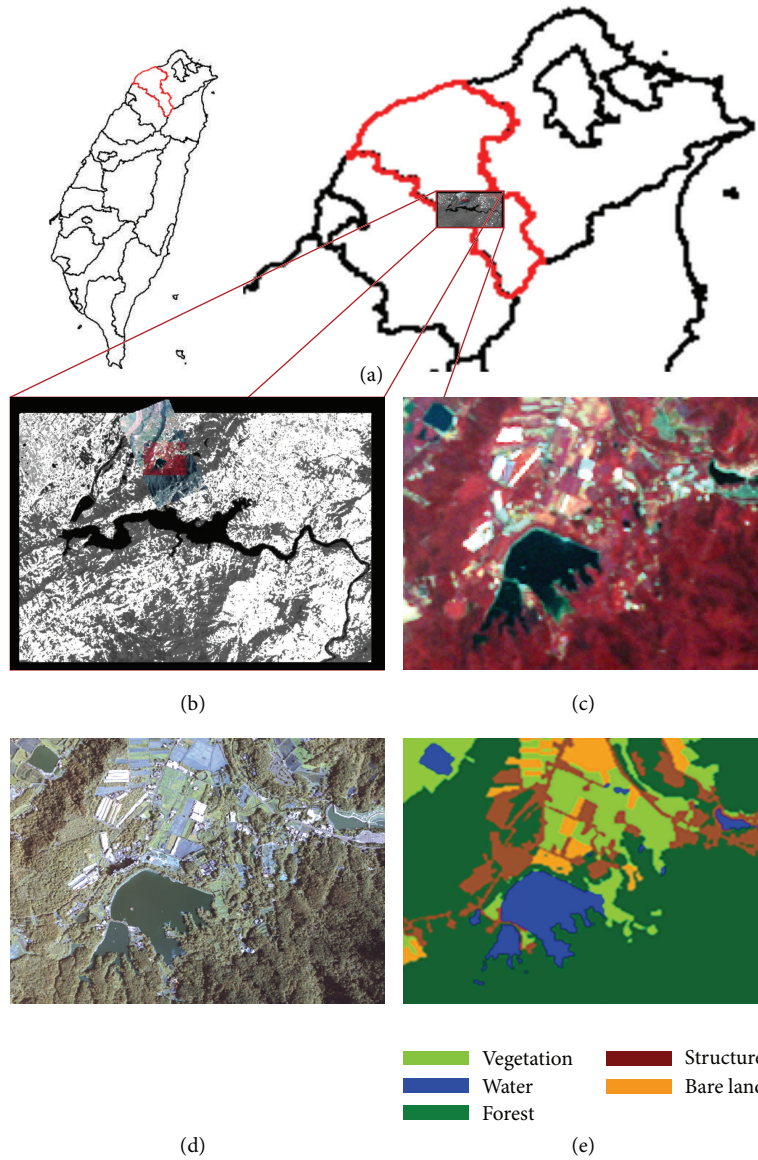 (a)
(b)
(c)
Vegetation
Structure
Water
Bare land
Forest
(d)
(e)